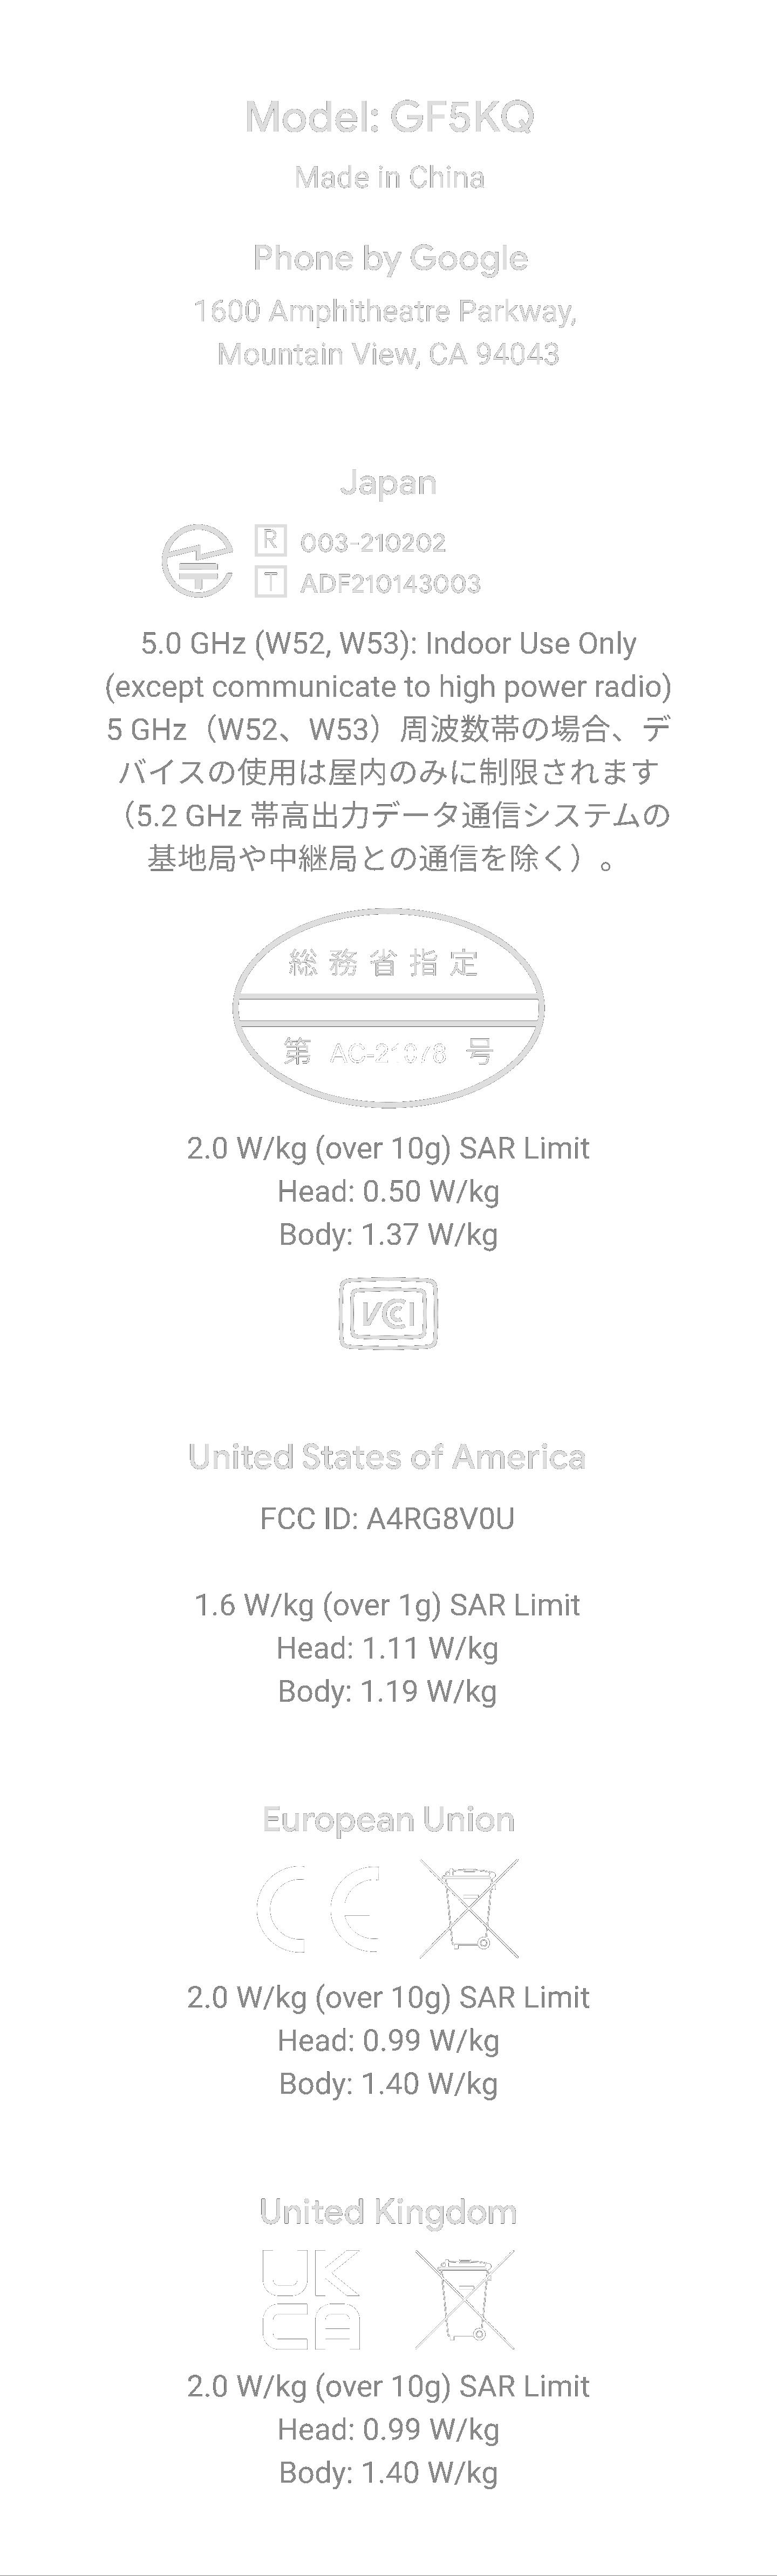 Model: GF5KQ
Made in China
Phone by Google
1600 Amphitheatre Parkway,
Mountain View, CA 94043
Japan
R 003-210202
T ADF210143003
5.0 GHz (W52, W53): Indoor Use Only
(except communicate to high power radio)
5 GHz（W52、W53）周波数帯の場合、デ
バイスの使用は屋内のみに制限されます
（5.2 GHz 帯高出力データ通信システムの
基地局や中継局との通信を除く）。
総務省指定
第 号
2.0 W/kg (over 10g) SAR Limit
Head: 0.50 W/kg
Body: 1.37 W/kg
VCI
United States of America
FCC ID: A4RG8V0U
1.6 W/kg (over 1g) SAR Limit
Head: 1.11 W/kg
Body: 1.19 W/kg
European Union
CE
2.0 W/kg (over 10g) SAR Limit
Head: 0.99 W/kg
Body: 1.40 W/kg
United Kingdom
UK
CA
2.0 W/kg (over 10g) SAR Limit
Head: 0.99 W/kg
Body: 1.40 W/kg